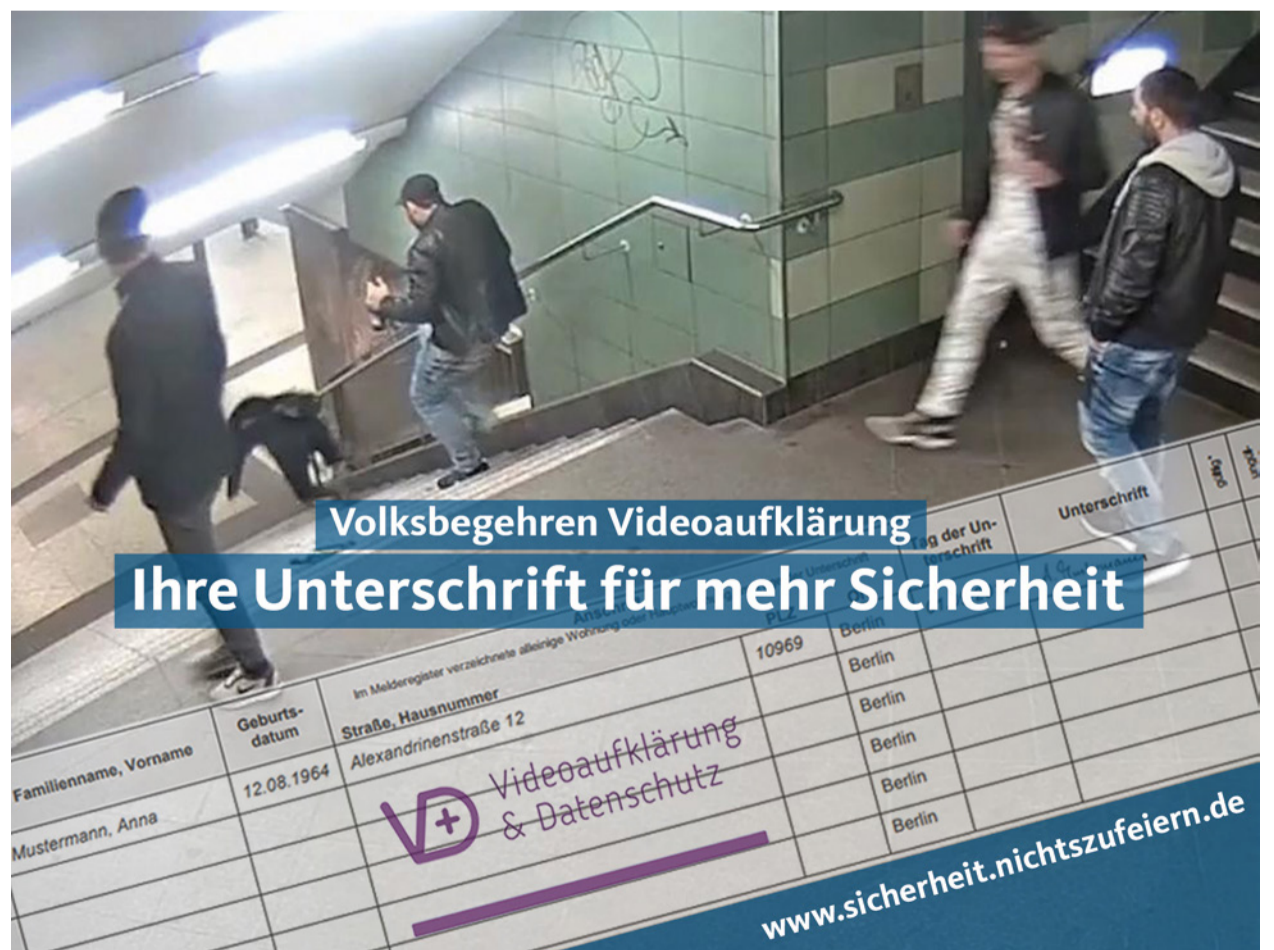 Volksbegehren Videoaufklärung
Ihre Unterschrift für mehr Sicherheit
Familienname, Vorname
Geburts-
datum
Im Melderegister verzeichnete alleinige Wohnung oder
Straße, Hausnummer
PLZ
Tag der Un-
terschrift
Unterschrift
gültig
Mustermann, Anna
12.08.1964
Alexandrinenstraße 12
10969
Berlin
Berlin
Berlin
Berlin
Berlin
Berlin
Videoaufklärung
& Datenschutz
www.sicherheit.nichtszufeiern.de